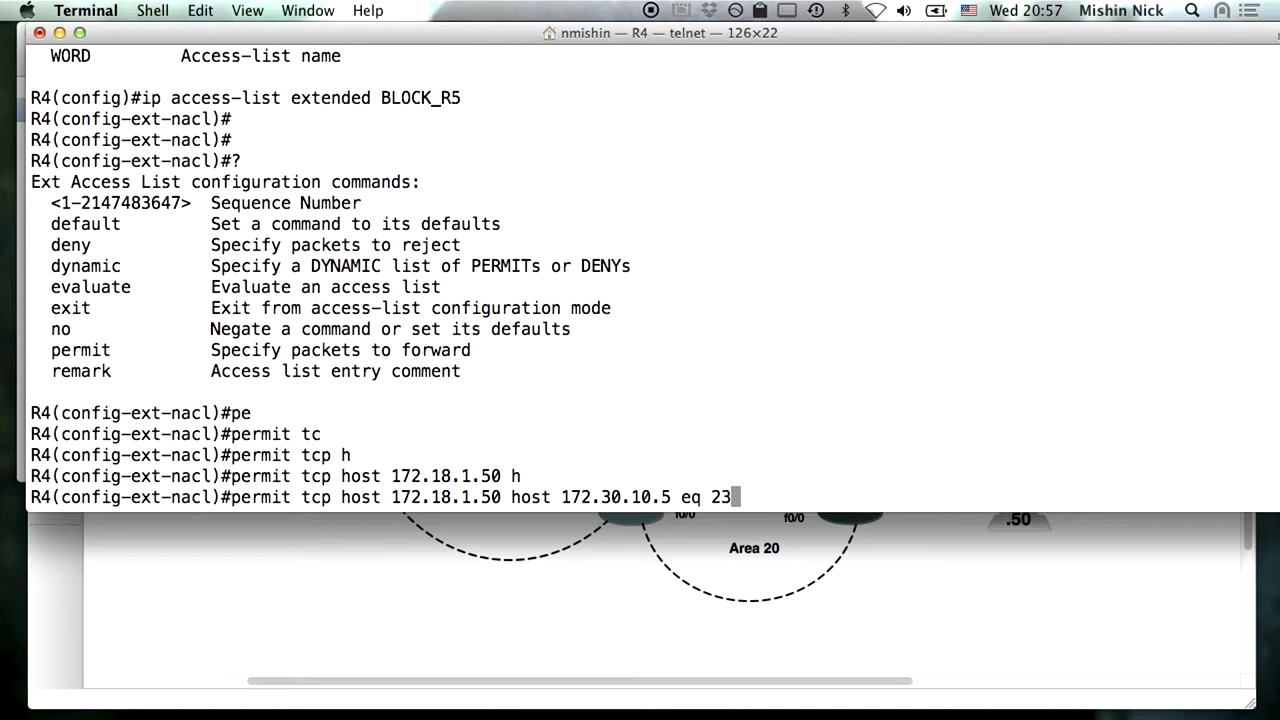 Terminal Shell Edit View Window Help Wed 20:57 Mishin Nick
nmishin — R4 — telnet — 126×22
WORD Access-list name
R4(config)#ip access-list extended BLOCK_R5
R4(config-ext-nacl)#
R4(config-ext-nacl)#
R4(config-ext-nacl)#?
Ext Access List configuration commands:
<1-2147483647> Sequence Number
default Set a command to its defaults
deny Specify packets to reject
dynamic Specify a DYNAMIC list of PERMITs or DENYs
evaluate Evaluate an access list
exit Exit from access-list configuration mode
no Negate a command or set its defaults
permit Specify packets to forward
remark Access list entry comment
R4(config-ext-nacl)#pe
R4(config-ext-nacl)#permit tc
R4(config-ext-nacl)#permit tcp h
R4(config-ext-nacl)#permit tcp host 172.18.1.50 h
R4(config-ext-nacl)#permit tcp host 172.18.1.50 host 172.30.10.5 eq 23
f0/0 f0/0 .50
Area 20